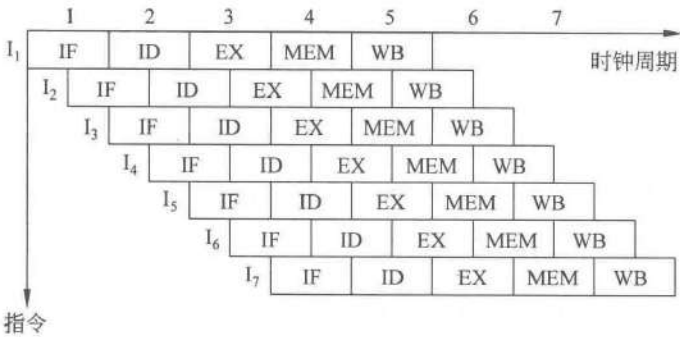 1 2 3 4 5 6 7
I1 IF ID EX MEM WB
时钟周期
I2 IF ID EX MEM WB
I3 IF ID EX MEM WB
I4 IF ID EX MEM WB
I5 IF ID EX MEM WB
I6 IF ID EX MEM WB
I7 IF ID EX MEM WB
指令